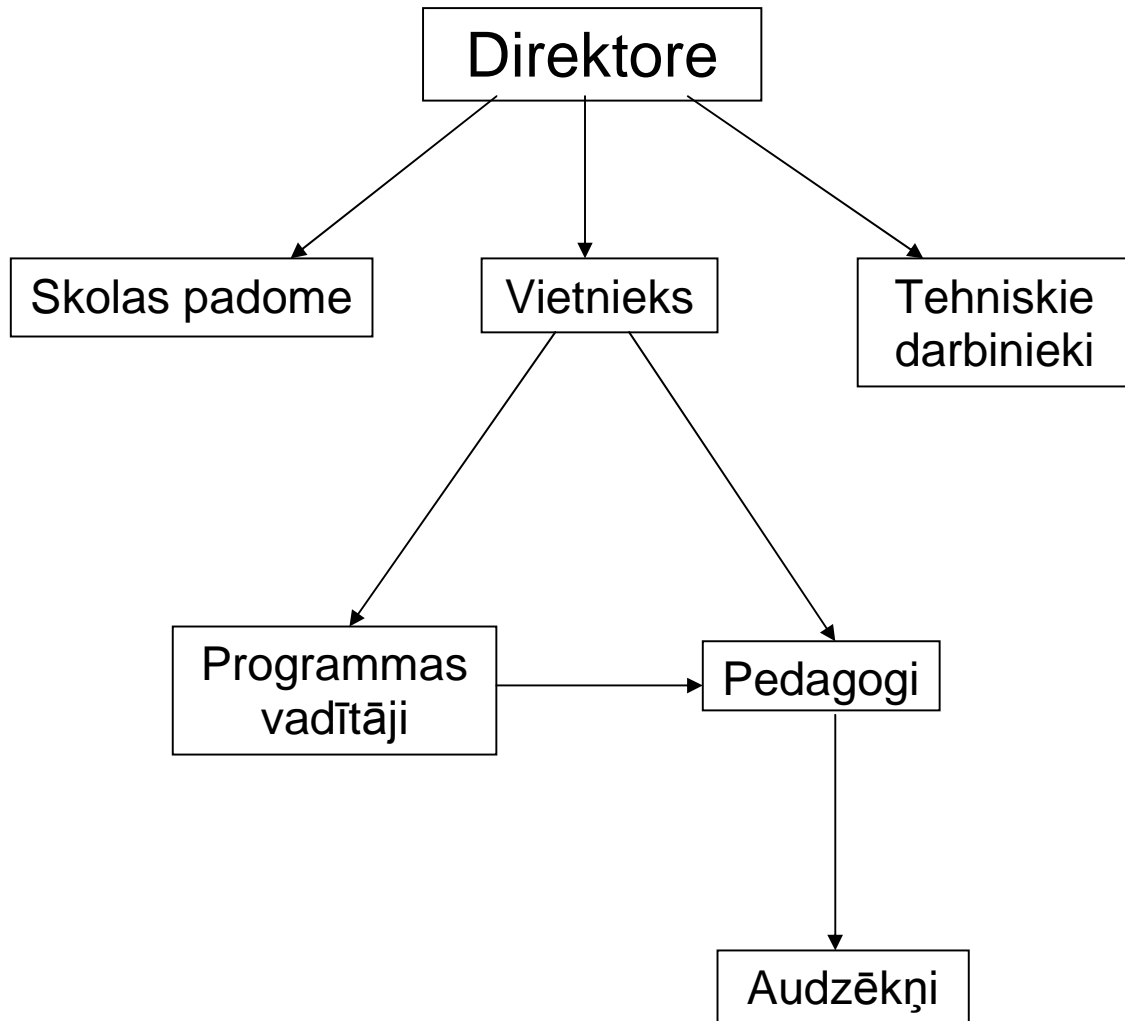 Direktore
Skolas padome
Vietnieks
Tehniskie
darbinieki
Programmas
vadītāji
Pedagogi
Audzēkņi